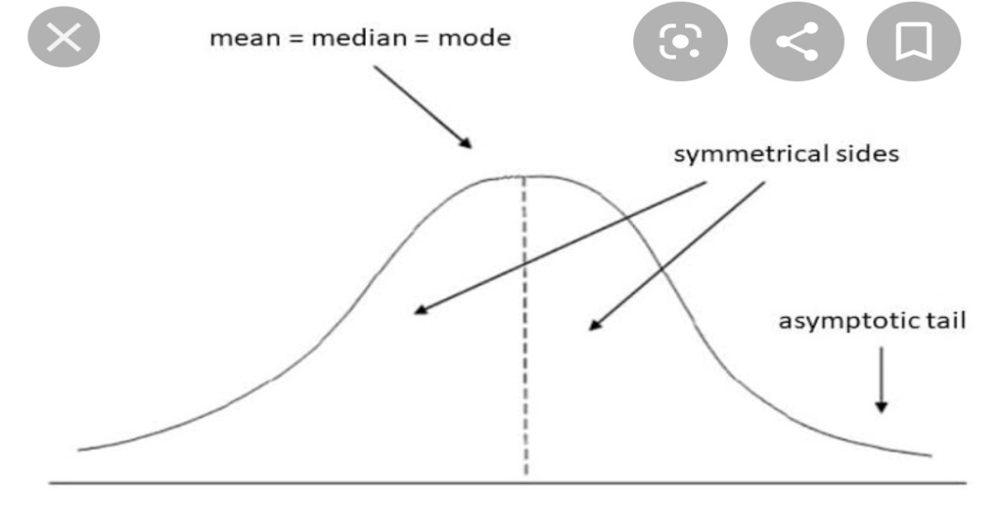 mean = median = mode
symmetrical sides
asymptotic tail